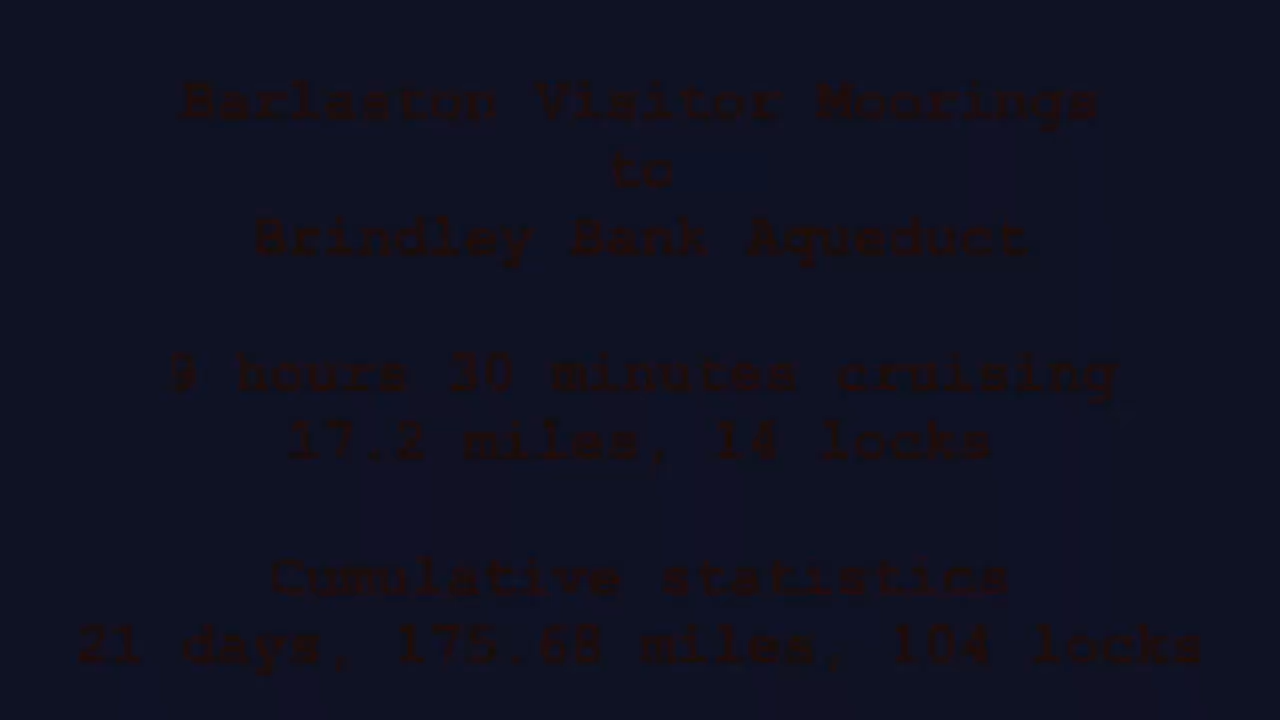 Barlaston Visitor Moorings
to
Brindley Bank Aqueduct
9 hours 30 minutes cruising
17.2 miles, 14 locks
Cumulative statistics
21 days, 175.68 miles, 104 locks